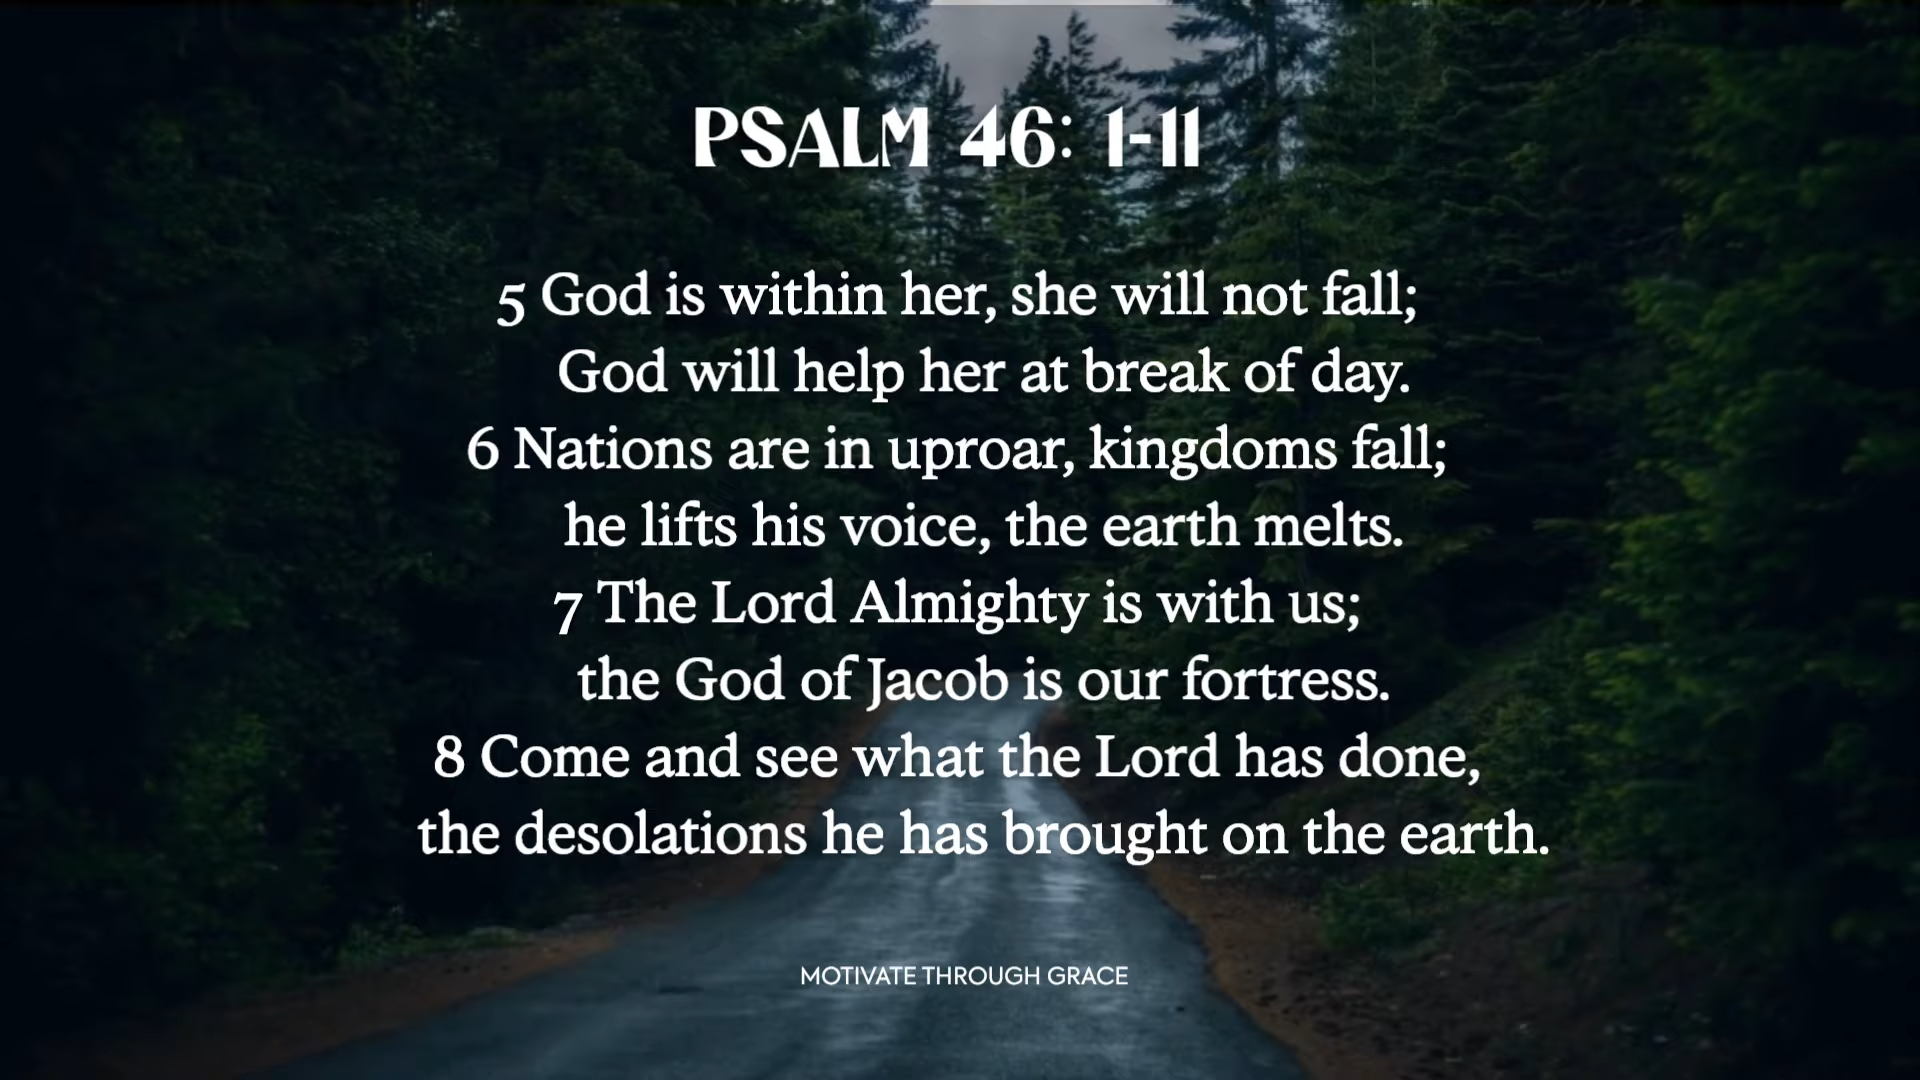 PSALM 46: 1-11
5 God is within her, she will not fall;
God will help her at break of day.
6 Nations are in uproar, kingdoms fall;
he lifts his voice, the earth melts.
7 The Lord Almighty is with us;
the God of Jacob is our fortress.
8 Come and see what the Lord has done,
the desolations he has brought on the earth.
MOTIVATE THROUGH GRACE